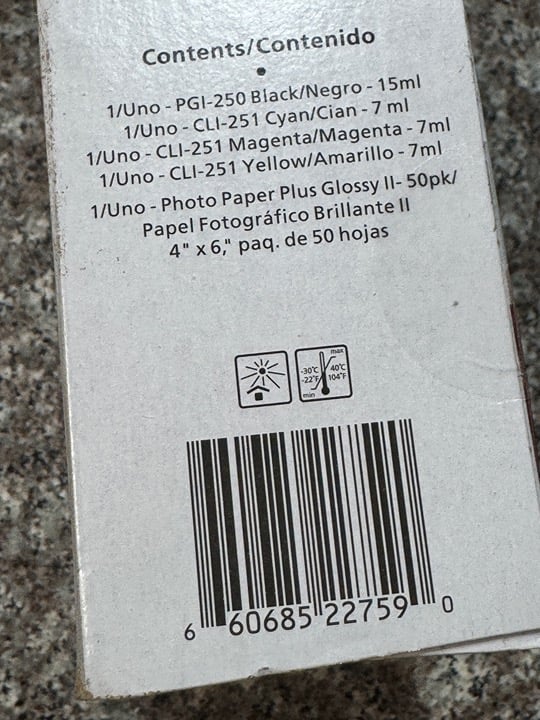 Contents/Contenido
•
1/Uno - PGI-250 Black/Negro - 15ml
1/Uno - CLI-251 Cyan/Cian - 7 ml
1/Uno - CLI-251 Magenta/Magenta - 7ml
1/Uno - CLI-251 Yellow/Amarillo - 7ml
1/Uno - Photo Paper Plus Glossy II- 50pk/
Papel Fotográfico Brillante II
4" x 6," paq. de 50 hojas
max
-30°C 40°C
-22°F 104°F
min
6 60685 22759 0